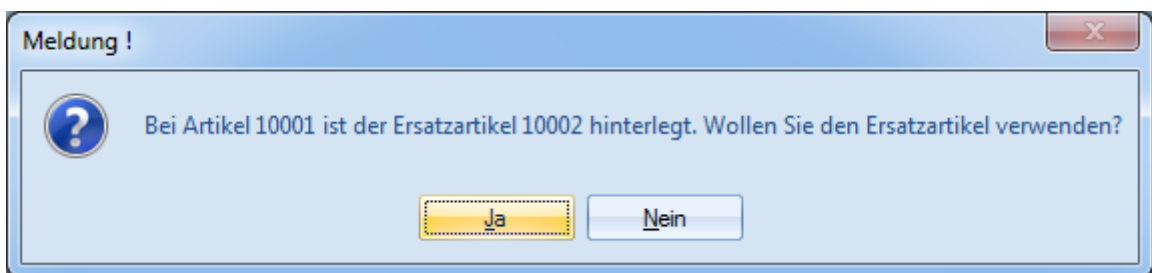 Meldung !
Bei Artikel 10001 ist der Ersatzartikel 10002 hinterlegt. Wollen Sie den Ersatzartikel verwenden?
Ja
Nein